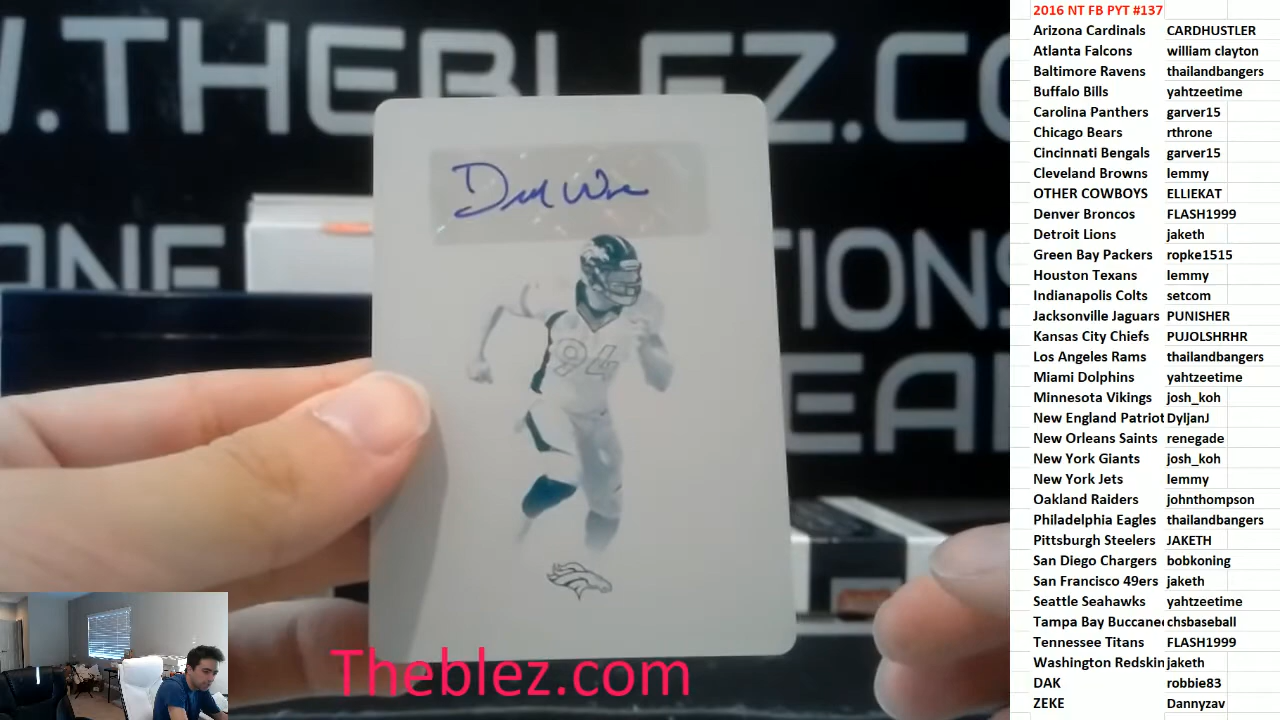 W.THEBLEZ.CO
ONE
TIONS
EAD
94
Theblez.com
2016 NT FB PYT #137
Arizona Cardinals CARDHUSTLER
Atlanta Falcons william clayton
Baltimore Ravens thailandbangers
Buffalo Bills yahtzeetime
Carolina Panthers garver15
Chicago Bears rthrone
Cincinnati Bengals garver15
Cleveland Browns lemmy
OTHER COWBOYS ELLIEKAT
Denver Broncos FLASH1999
Detroit Lions jaketh
Green Bay Packers ropke1515
Houston Texans lemmy
Indianapolis Colts setcom
Jacksonville Jaguars PUNISHER
Kansas City Chiefs PUJOLSHRHR
Los Angeles Rams thailandbangers
Miami Dolphins yahtzeetime
Minnesota Vikings josh_koh
New England Patriot DyljanJ
New Orleans Saints renegade
New York Giants josh_koh
New York Jets lemmy
Oakland Raiders johnthompson
Philadelphia Eagles thailandbangers
Pittsburgh Steelers JAKETH
San Diego Chargers bobkoning
San Francisco 49ers jaketh
Seattle Seahawks yahtzeetime
Tampa Bay Buccanee chsbaseball
Tennessee Titans FLASH1999
Washington Redskin jaketh
DAK robbie83
ZEKE Dannyzav